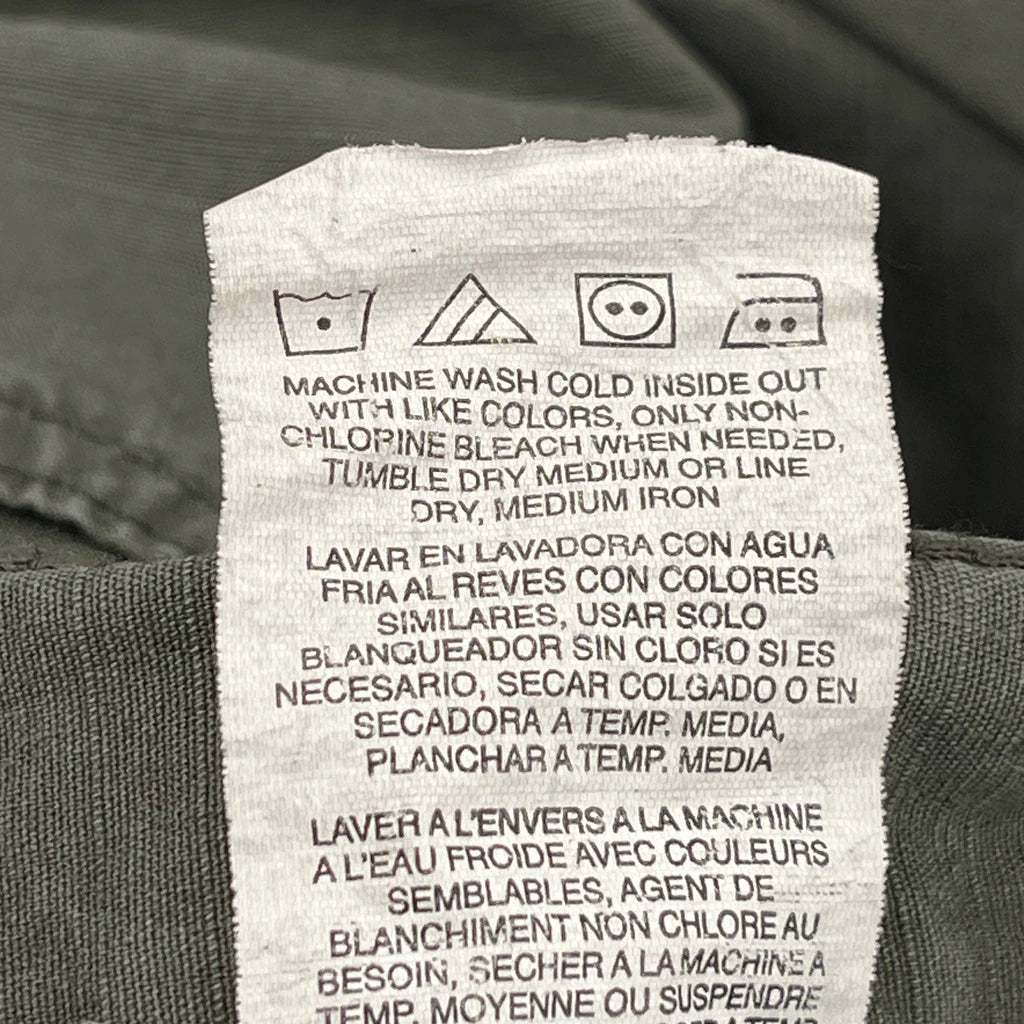 MACHINE WASH COLD INSIDE OUT
WITH LIKE COLORS, ONLY NON-
CHLORINE BLEACH WHEN NEEDED,
TUMBLE DRY MEDIUM OR LINE
DRY, MEDIUM IRON
LAVAR EN LAVADORA CON AGUA
FRIA AL REVES CON COLORES
SIMILARES, USAR SOLO
BLANQUEADOR SIN CLORO SI ES
NECESARIO, SECAR COLGADO O EN
SECADORA A TEMP. MEDIA,
PLANCHAR A TEMP. MEDIA
LAVER A L'ENVERS A LA MACHINE
A L'EAU FROIDE AVEC COULEURS
SEMBLABLES, AGENT DE
BLANCHIMENT NON CHLORE AU
BESOIN, SECHER A LA MACHINE A
TEMP. MOYENNE OU SUSPENDRE